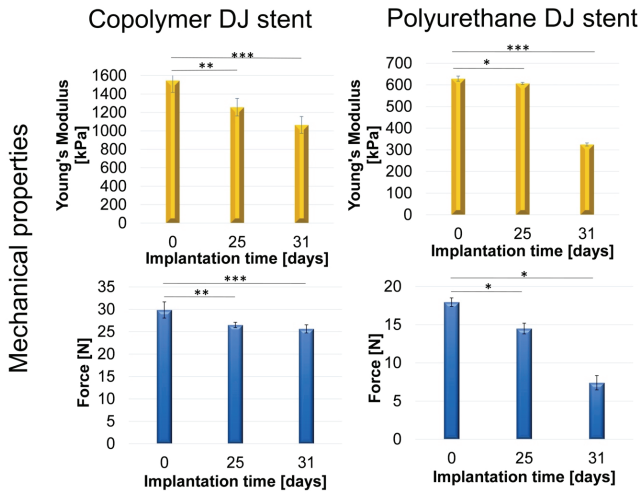 Copolymer DJ stent
Polyurethane DJ stent
Mechanical properties
Young's Modulus
[kPa]
1600
1400
1200
1000
800
600
400
200
0
***
**
0 25 31
Implantation time [days]
Young's Modulus
[kPa]
700
600
500
400
300
200
100
0
***
*
0 25 31
Implantation time [days]
Force [N]
35
30
25
20
15
10
5
0
***
**
0 25 31
Implantation time [days]
Force [N]
20
15
10
5
0
*
*
0 25 31
Implantation time [days]